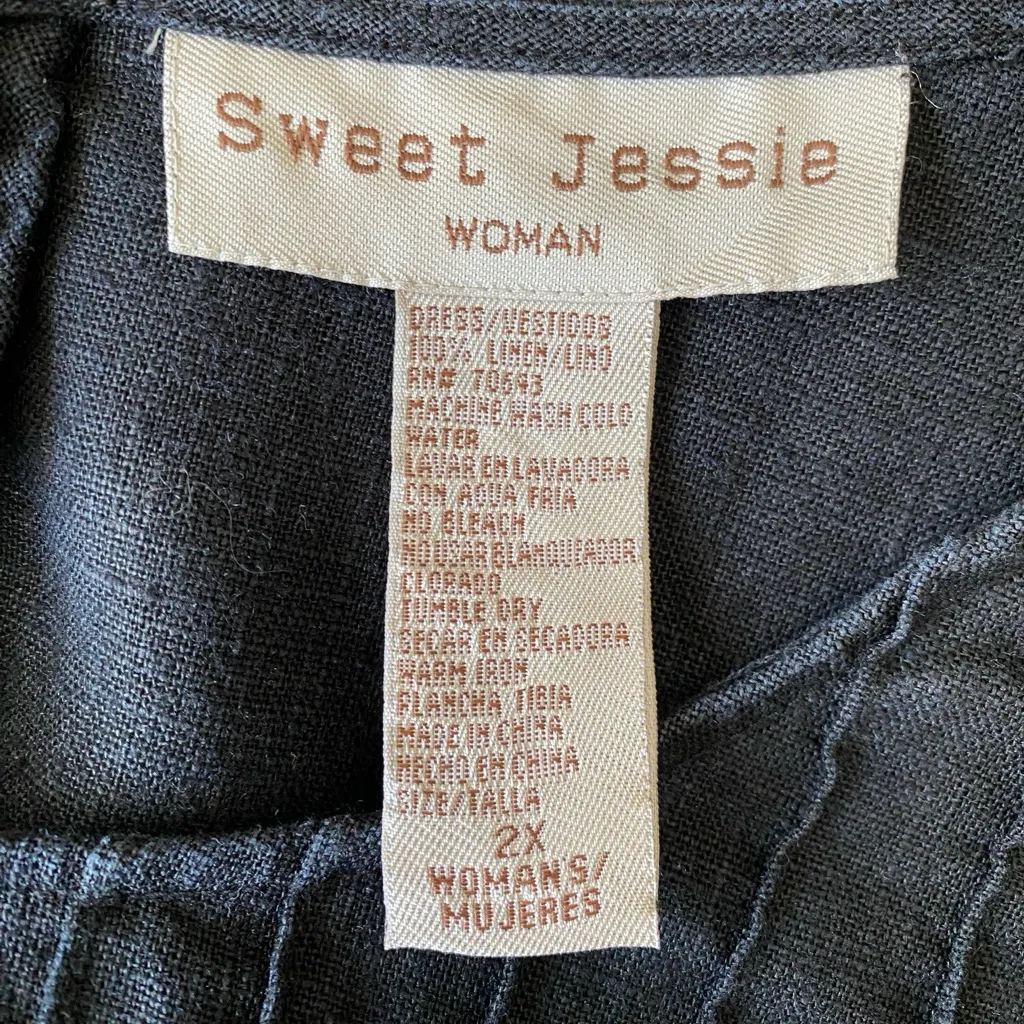 Sweet Jessie
WOMAN
DRESS/VESTIDOS
100% LINEN/LINO
RN# 70643
MACHINE WASH COLD
WATER
LAVAR EN LAVADORA
CON AGUA FRIA
NO BLEACH
NO USAR BLANQUEADOR
CLORADO
TUMBLE DRY
SECAR EN SECADORA
WARM IRON
PLANCHA TIBIA
MADE IN CHINA
HECHO EN CHINA
SIZE/TALLA
2X
WOMANS/
MUJERES